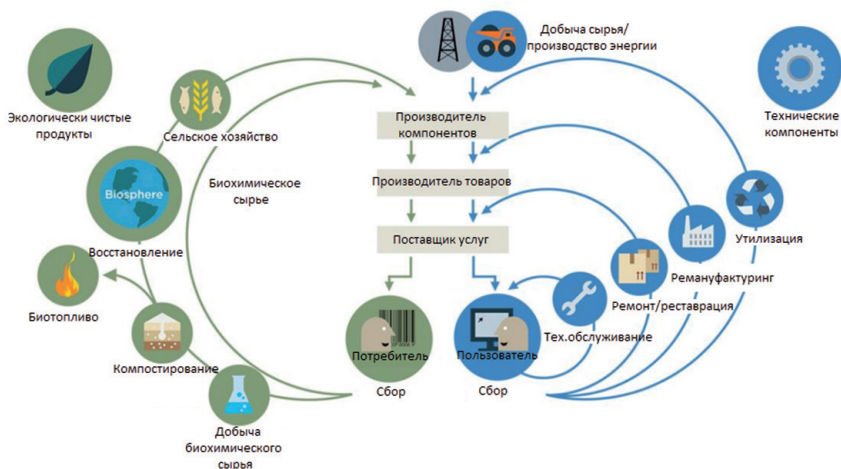 Добыча сырья/
производство энергии
Экологически чистые
продукты
Сельское хозяйство
Производитель
компонентов
Технические
компоненты
Biosphere
Биохимическое
сырье
Производитель товаров
Восстановление
Поставщик услуг
Утилизация
Ремануфактуринг
Биотопливо
Ремонт/реставрация
Тех.обслуживание
Компостирование
Потребитель
Пользователь
Сбор
Сбор
Добыча
биохимического
сырья